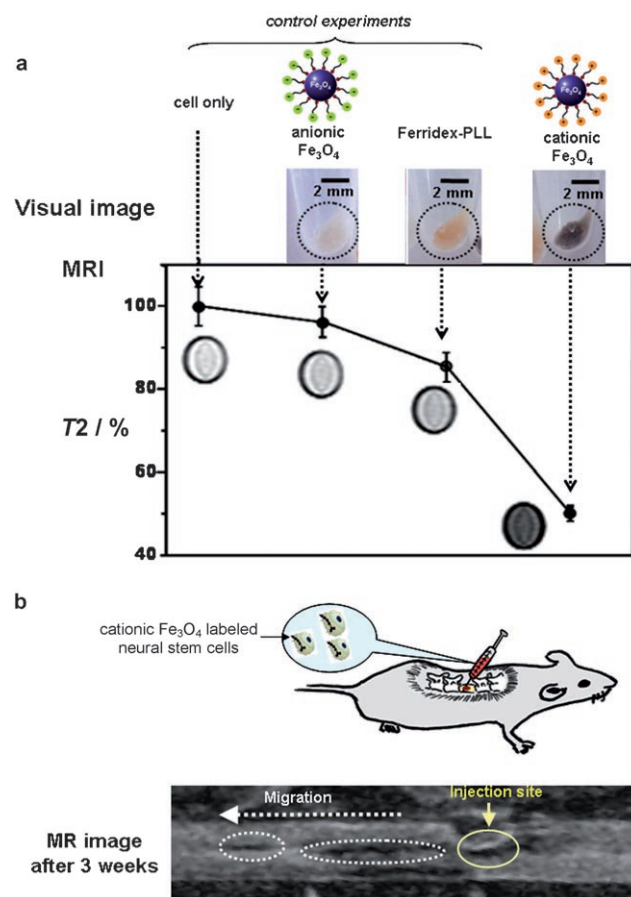 control experiments
a
cell only
Fe₃O₄
anionic
Fe₃O₄
Ferridex-PLL
Fe₃O₄
cationic
Fe₃O₄
2 mm
2 mm
2 mm
Visual image
MRI
100
80
T2 / %
60
40
b
cationic Fe₃O₄ labeled
neural stem cells
Migration
Injection site
MR image
after 3 weeks